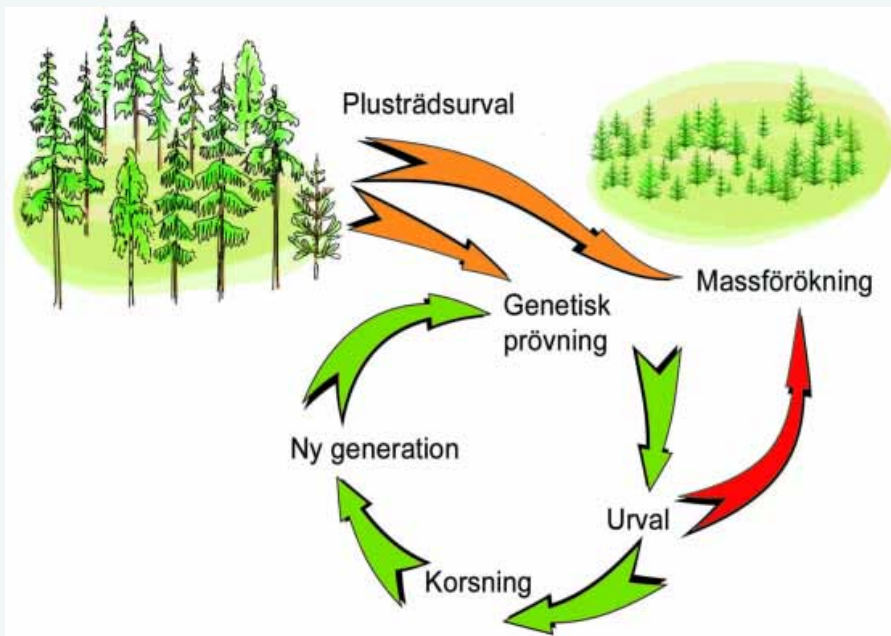 Plusträdsurval
Massförökning
Genetisk
prövning
Ny generation
Urval
Korsning